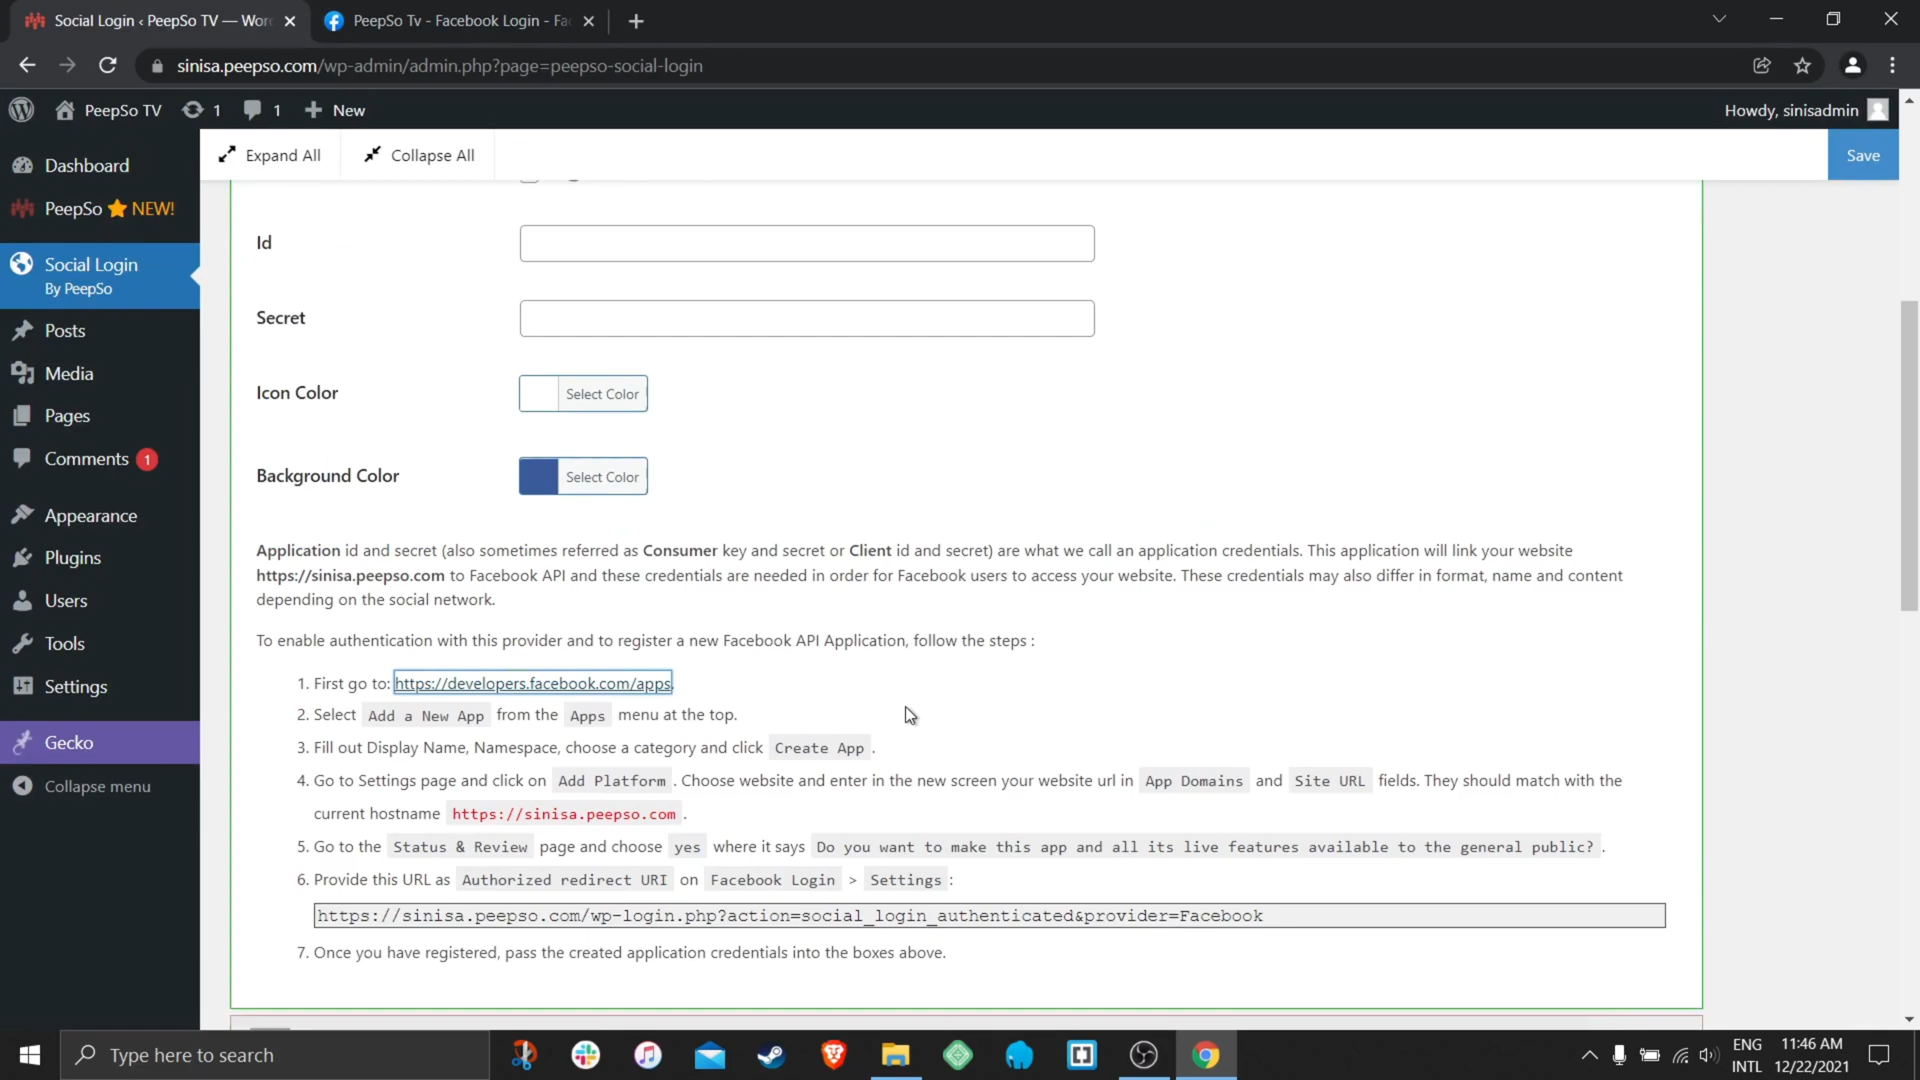 Social Login ‹ PeepSo TV — Wor
PeepSo Tv - Facebook Login - Fa
sinisa.peepso.com/wp-admin/admin.php?page=peepso-social-login
PeepSo TV
1
1
New
Howdy, sinisadmin
Dashboard
PeepSo NEW!
Social Login
By PeepSo
Posts
Media
Pages
Comments 1
Appearance
Plugins
Users
Tools
Settings
Gecko
Collapse menu
Expand All
Collapse All
Save
Id
Secret
Icon Color
Select Color
Background Color
Select Color
Application id and secret (also sometimes referred as Consumer key and secret or Client id and secret) are what we call an application credentials. This application will link your website
https://sinisa.peepso.com to Facebook API and these credentials are needed in order for Facebook users to access your website. These credentials may also differ in format, name and content
depending on the social network.
To enable authentication with this provider and to register a new Facebook API Application, follow the steps :
1. First go to: https://developers.facebook.com/apps.
2. Select Add a New App from the Apps menu at the top.
3. Fill out Display Name, Namespace, choose a category and click Create App .
4. Go to Settings page and click on Add Platform . Choose website and enter in the new screen your website url in App Domains and Site URL fields. They should match with the
current hostname https://sinisa.peepso.com .
5. Go to the Status & Review page and choose yes where it says Do you want to make this app and all its live features available to the general public? .
6. Provide this URL as Authorized redirect URI on Facebook Login > Settings :
https://sinisa.peepso.com/wp-login.php?action=social_login_authenticated&provider=Facebook
7. Once you have registered, pass the created application credentials into the boxes above.
Type here to search
ENG
INTL
11:46 AM
12/22/2021